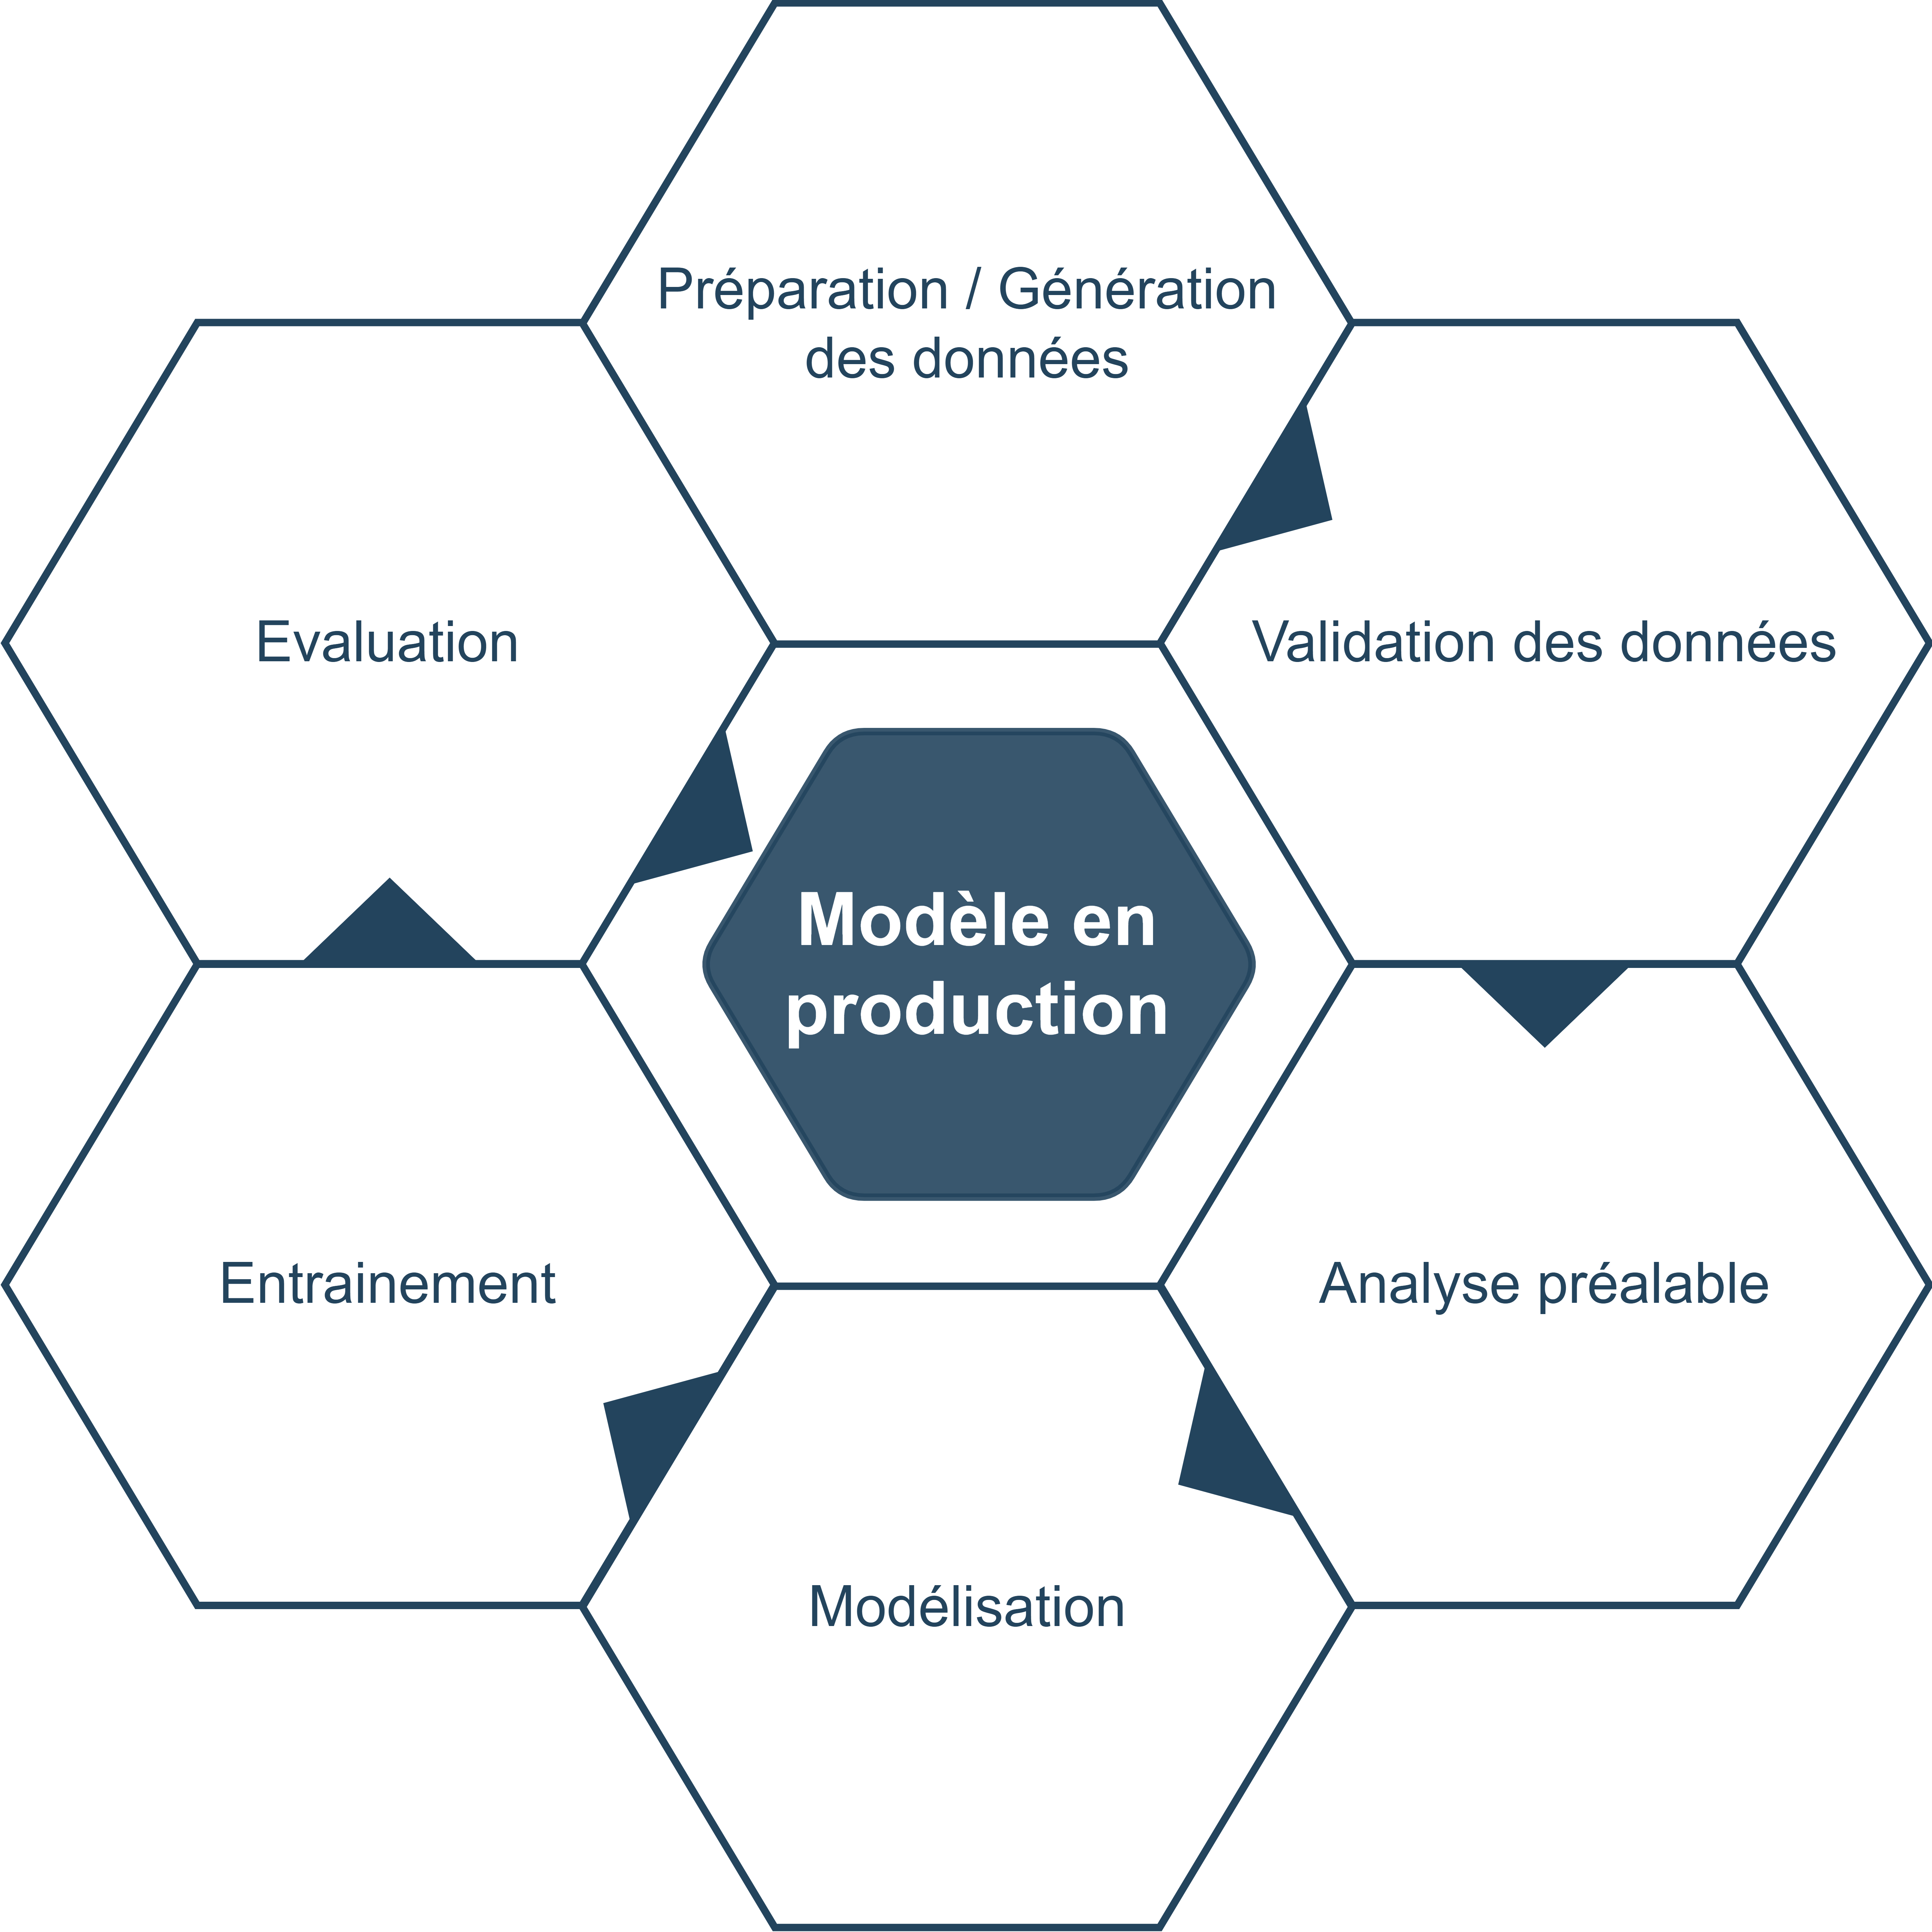 Préparation / Génération
des données
Evaluation
Validation des données
Modèle en
production
Entrainement
Analyse préalable
Modélisation